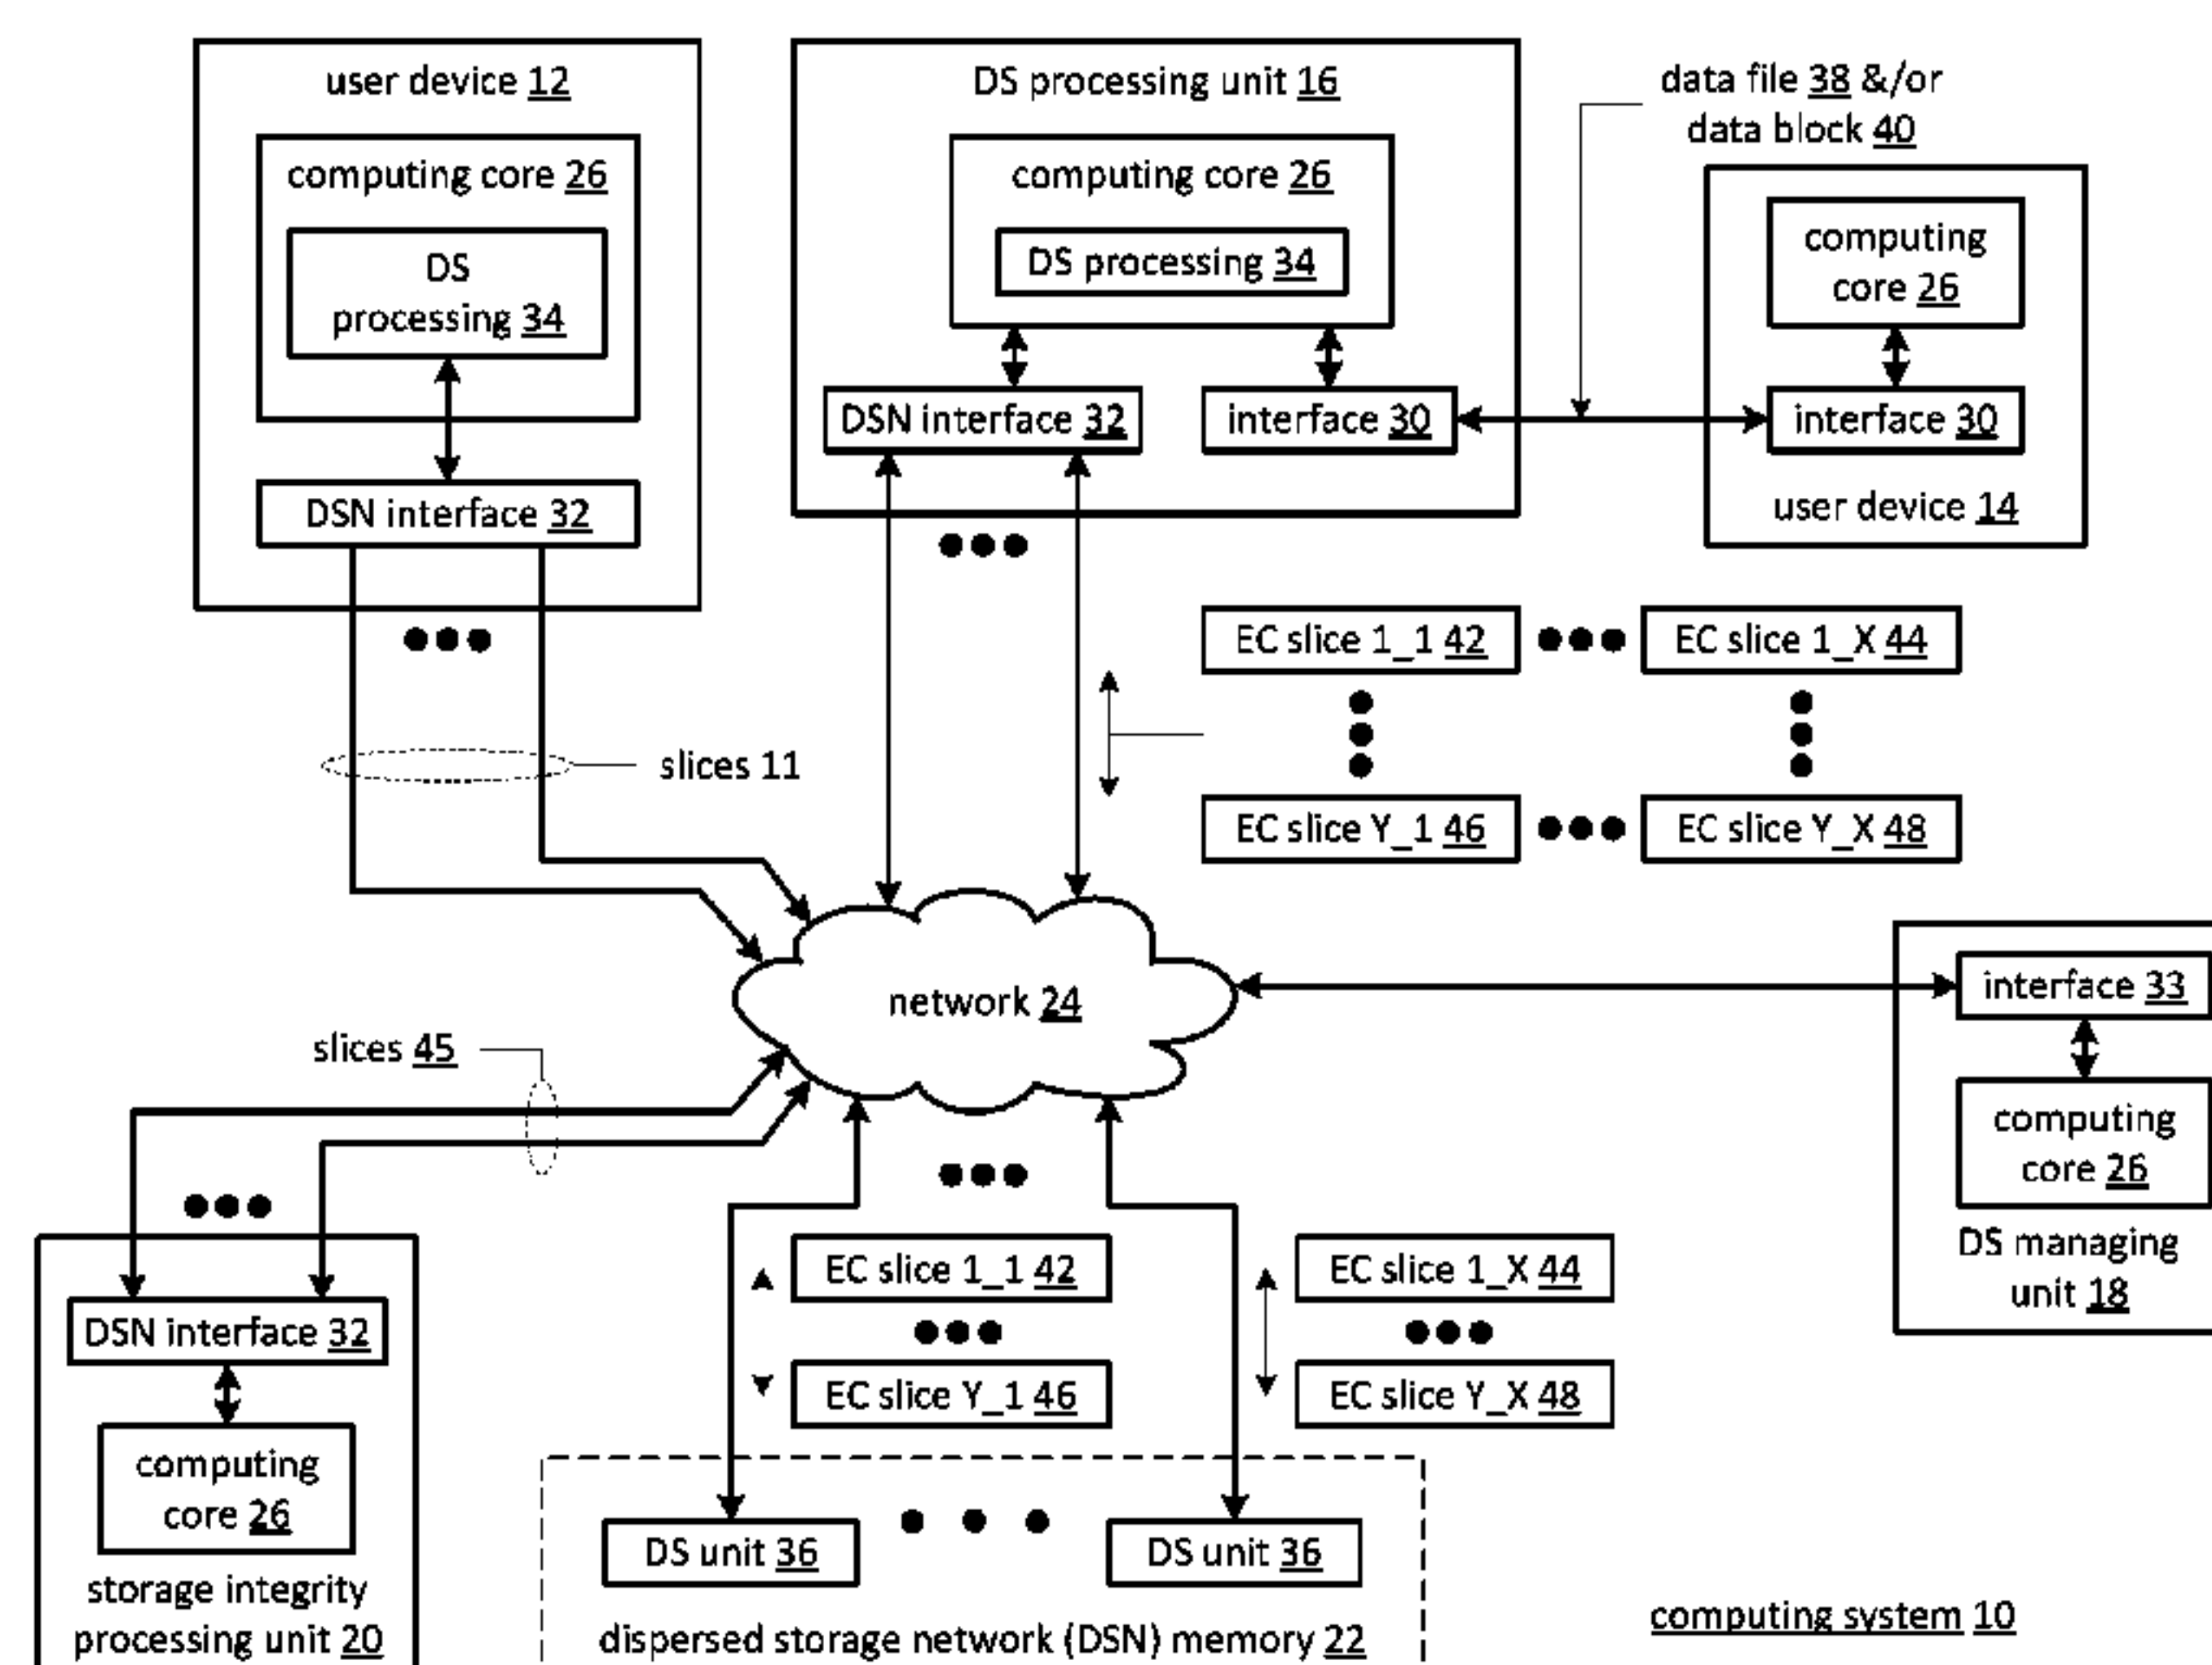 user device 12
computing core 26
DS
processing 34
DSN interface 32
DS processing unit 16
computing core 26
DS processing 34
DSN interface 32
interface 30
data file 38 &/or
data block 40
computing
core 26
interface 30
user device 14
slices 11
EC slice 1_1 42
EC slice 1_X 44
EC slice Y_1 46
EC slice Y_X 48
network 24
interface 33
computing
core 26
DS managing
unit 18
slices 45
DSN interface 32
computing
core 26
storage integrity
processing unit 20
EC slice 1_1 42
EC slice 1_X 44
EC slice Y_1 46
EC slice Y_X 48
DS unit 36
DS unit 36
dispersed storage network (DSN) memory 22
computing system 10